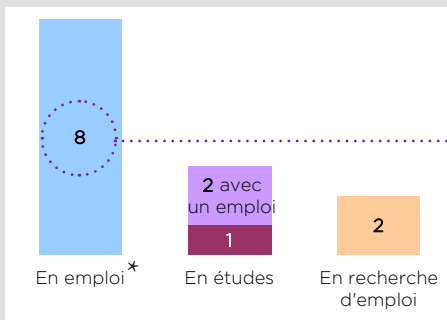 8
2 avec
un emploi
1
2
En emploi*
En études
En recherche
d'emploi